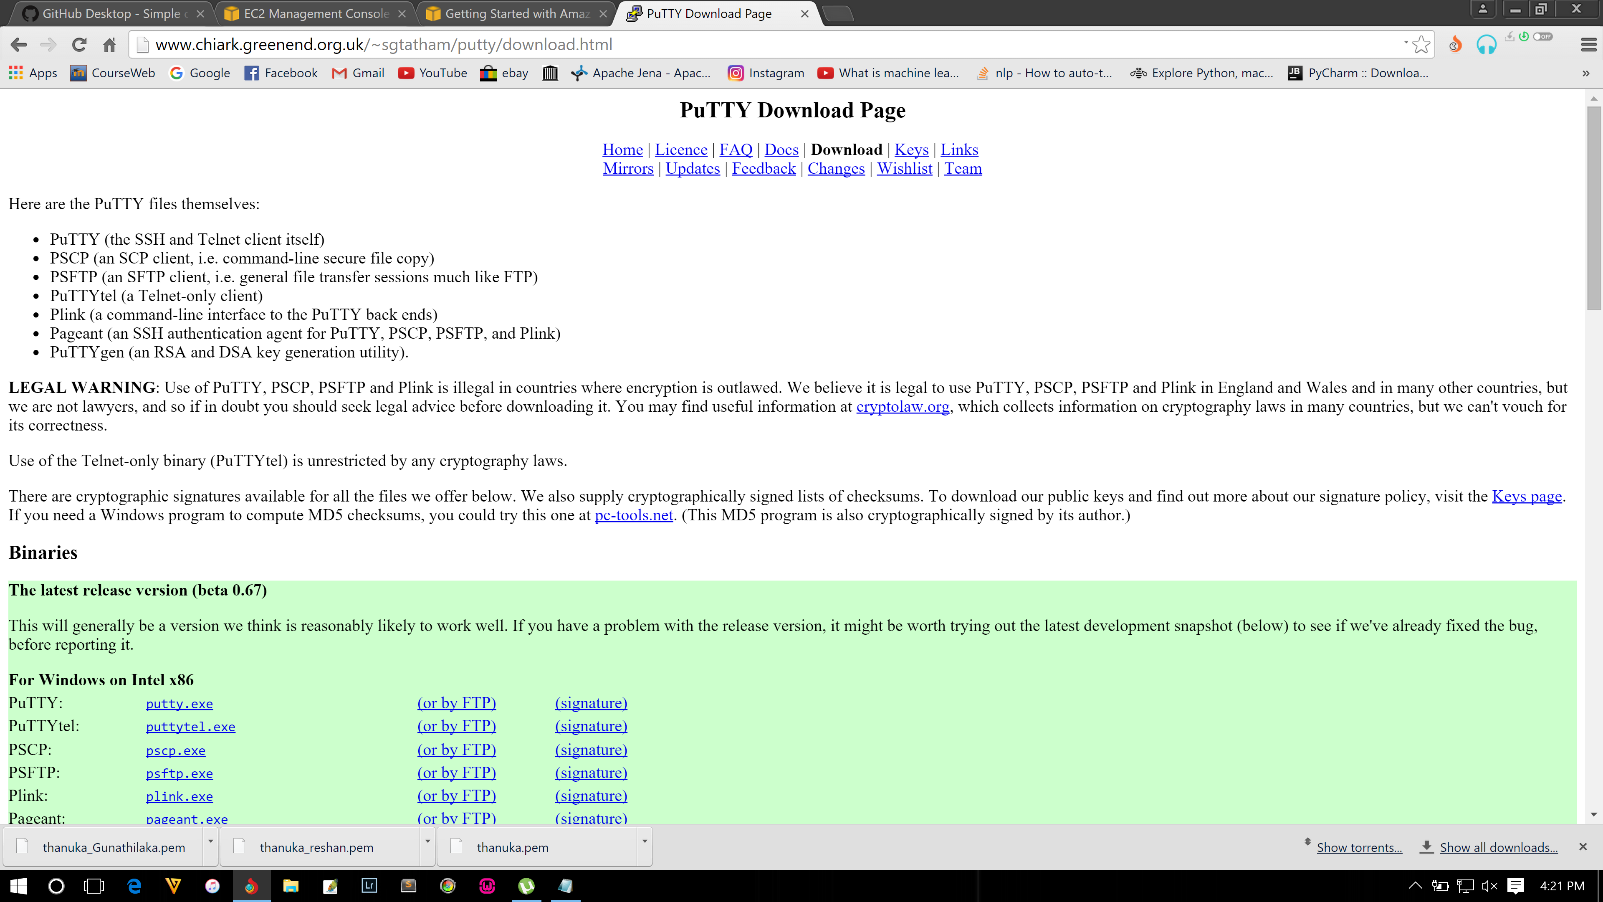 GitHub Desktop - Simple
EC2 Management Console
Getting Started with Amaz
PuTTY Download Page
www.chiark.greenend.org.uk/~sgtatham/putty/download.html
Off
Apps
CourseWeb
Google
Facebook
Gmail
YouTube
ebay
Apache Jena - Apac...
Instagram
What is machine lea...
nlp - How to auto-t...
Explore Python, mac...
PyCharm :: Downloa...
»
PuTTY Download Page
Home | Licence | FAQ | Docs | Download | Keys | Links
Mirrors | Updates | Feedback | Changes | Wishlist | Team
Here are the PuTTY files themselves:
• PuTTY (the SSH and Telnet client itself)
• PSCP (an SCP client, i.e. command-line secure file copy)
• PSFTP (an SFTP client, i.e. general file transfer sessions much like FTP)
• PuTTYtel (a Telnet-only client)
• Plink (a command-line interface to the PuTTY back ends)
• Pageant (an SSH authentication agent for PuTTY, PSCP, PSFTP, and Plink)
• PuTTYgen (an RSA and DSA key generation utility).
LEGAL WARNING: Use of PuTTY, PSCP, PSFTP and Plink is illegal in countries where encryption is outlawed. We believe it is legal to use PuTTY, PSCP, PSFTP and Plink in England and Wales and in many other countries, but
we are not lawyers, and so if in doubt you should seek legal advice before downloading it. You may find useful information at cryptolaw.org, which collects information on cryptography laws in many countries, but we can't vouch for
its correctness.
Use of the Telnet-only binary (PuTTYtel) is unrestricted by any cryptography laws.
There are cryptographic signatures available for all the files we offer below. We also supply cryptographically signed lists of checksums. To download our public keys and find out more about our signature policy, visit the Keys page.
If you need a Windows program to compute MD5 checksums, you could try this one at pc-tools.net. (This MD5 program is also cryptographically signed by its author.)
Binaries
The latest release version (beta 0.67)
This will generally be a version we think is reasonably likely to work well. If you have a problem with the release version, it might be worth trying out the latest development snapshot (below) to see if we've already fixed the bug,
before reporting it.
For Windows on Intel x86
PuTTY: putty.exe (or by FTP) (signature)
PuTTYtel: puttytel.exe (or by FTP) (signature)
PSCP: pscp.exe (or by FTP) (signature)
PSFTP: psftp.exe (or by FTP) (signature)
Plink: plink.exe (or by FTP) (signature)
Pageant: pageant.exe (or by FTP) (signature)
thanuka_Gunathilaka.pem
thanuka_reshan.pem
thanuka.pem
Show torrents...
Show all downloads...
Lr
4:21 PM